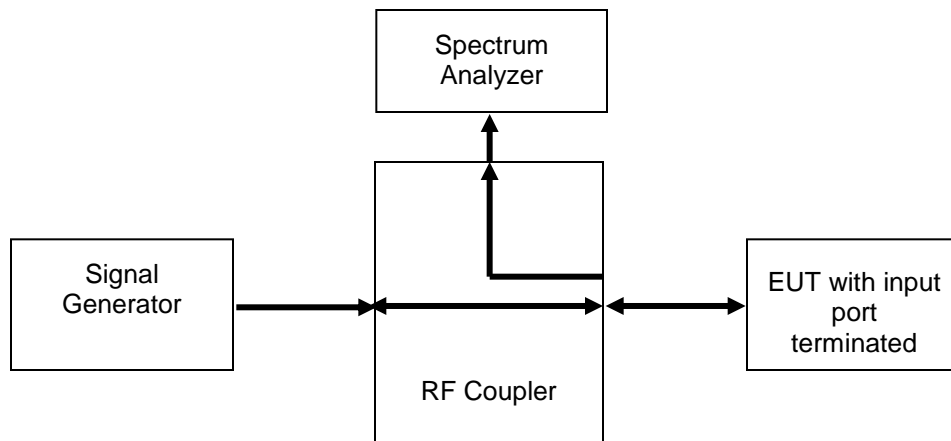 Spectrum
Analyzer
Signal
Generator
EUT with input
port
terminated
RF Coupler